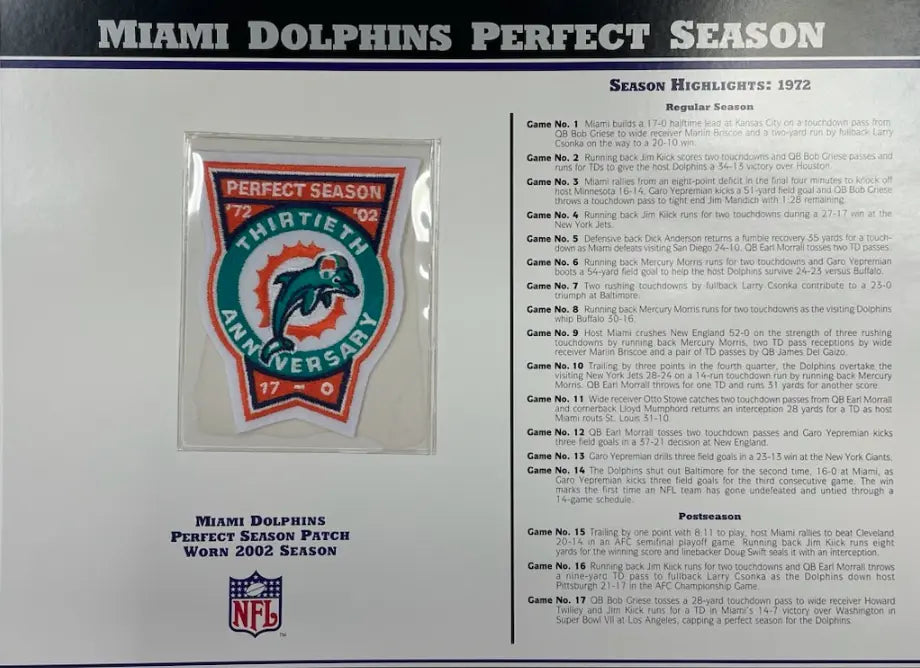 MIAMI DOLPHINS PERFECT SEASON
PERFECT SEASON
'72 '02
THIRTIETH
ANNIVERSARY
17 - 0
MIAMI DOLPHINS
PERFECT SEASON PATCH
WORN 2002 SEASON
NFL
TM
SEASON HIGHLIGHTS: 1972
Regular Season
Game No. 1 Miami builds a 17-0 halftime lead at Kansas City on a touchdown pass from
QB Bob Griese to wide receiver Marlin Briscoe and a two-yard run by fullback Larry
Csonka on the way to a 20-10 win.
Game No. 2 Running back Jim Kiick scores two touchdowns and QB Bob Griese passes and
runs for TDs to give the host Dolphins a 34-13 victory over Houston.
Game No. 3 Miami rallies from an eight-point deficit in the final four minutes to knock off
host Minnesota 16-14. Garo Yepremian kicks a 51-yard field goal and QB Bob Griese
throws a touchdown pass to tight end Jim Mandich with 1:28 remaining.
Game No. 4 Running back Jim Kiick runs for two touchdowns during a 27-17 win at the
New York Jets.
Game No. 5 Defensive back Dick Anderson returns a fumble recovery 35 yards for a touch-
down as Miami defeats visiting San Diego 24-10. QB Earl Morrall tosses two TD passes.
Game No. 6 Running back Mercury Morris runs for two touchdowns and Garo Yepremian
boots a 54-yard field goal to help the host Dolphins survive 24-23 versus Buffalo.
Game No. 7 Two rushing touchdowns by fullback Larry Csonka contribute to a 23-0
triumph at Baltimore.
Game No. 8 Running back Mercury Morris runs for two touchdowns as the visiting Dolphins
whip Buffalo 30-16.
Game No. 9 Host Miami crushes New England 52-0 on the strength of three rushing
touchdowns by running back Mercury Morris, two TD pass receptions by wide
receiver Marlin Briscoe and a pair of TD passes by QB James Del Gaizo.
Game No. 10 Trailing by three points in the fourth quarter, the Dolphins overtake the
visiting New York Jets 28-24 on a 14-run touchdown run by running back Mercury
Morris. QB Earl Morrall throws for one TD and runs 31 yards for another score.
Game No. 11 Wide receiver Otto Stowe catches two touchdown passes from QB Earl Morrall
and cornerback Lloyd Mumphord returns an interception 28 yards for a TD as host
Miami routs St. Louis 31-10.
Game No. 12 QB Earl Morrall tosses two touchdown passes and Garo Yepremian kicks
three field goals in a 37-21 decision at New England.
Game No. 13 Garo Yepremian drills three field goals in a 23-13 win at the New York Giants.
Game No. 14 The Dolphins shut out Baltimore for the second time, 16-0 at Miami, as
Garo Yepremian kicks three field goals for the third consecutive game. The win
marks the first time an NFL team has gone undefeated and untied through a
14-game schedule.
Postseason
Game No. 15 Trailing by one point with 8:11 to play, host Miami rallies to beat Cleveland
20-14 in an AFC semifinal playoff game. Running back Jim Kiick runs eight
yards for the winning score and linebacker Doug Swift seals it with an interception.
Game No. 16 Running back Jim Kiick runs for two touchdowns and QB Earl Morrall throws
a nine-yard TD pass to fullback Larry Csonka as the Dolphins down host
Pittsburgh 21-17 in the AFC Championship Game.
Game No. 17 QB Bob Griese tosses a 28-yard touchdown pass to wide receiver Howard
Twilley and Jim Kiick runs for a TD in Miami's 14-7 victory over Washington in
Super Bowl VII at Los Angeles, capping a perfect season for the Dolphins.